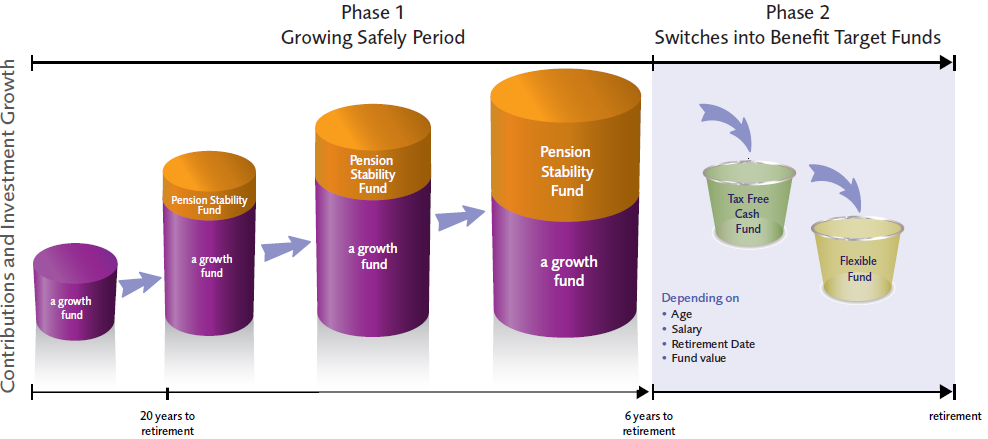 Phase 1
Growing Safely Period
Phase 2
Switches into Benefit Target Funds
Contributions and Investment Growth
a growth
fund
Pension Stability
Fund
a growth
fund
Pension
Stability
Fund
a growth
fund
Pension
Stability
Fund
a growth
fund
Tax Free
Cash
Fund
Flexible
Fund
Depending on
• Age
• Salary
• Retirement Date
• Fund value
20 years to
retirement
6 years to
retirement
retirement